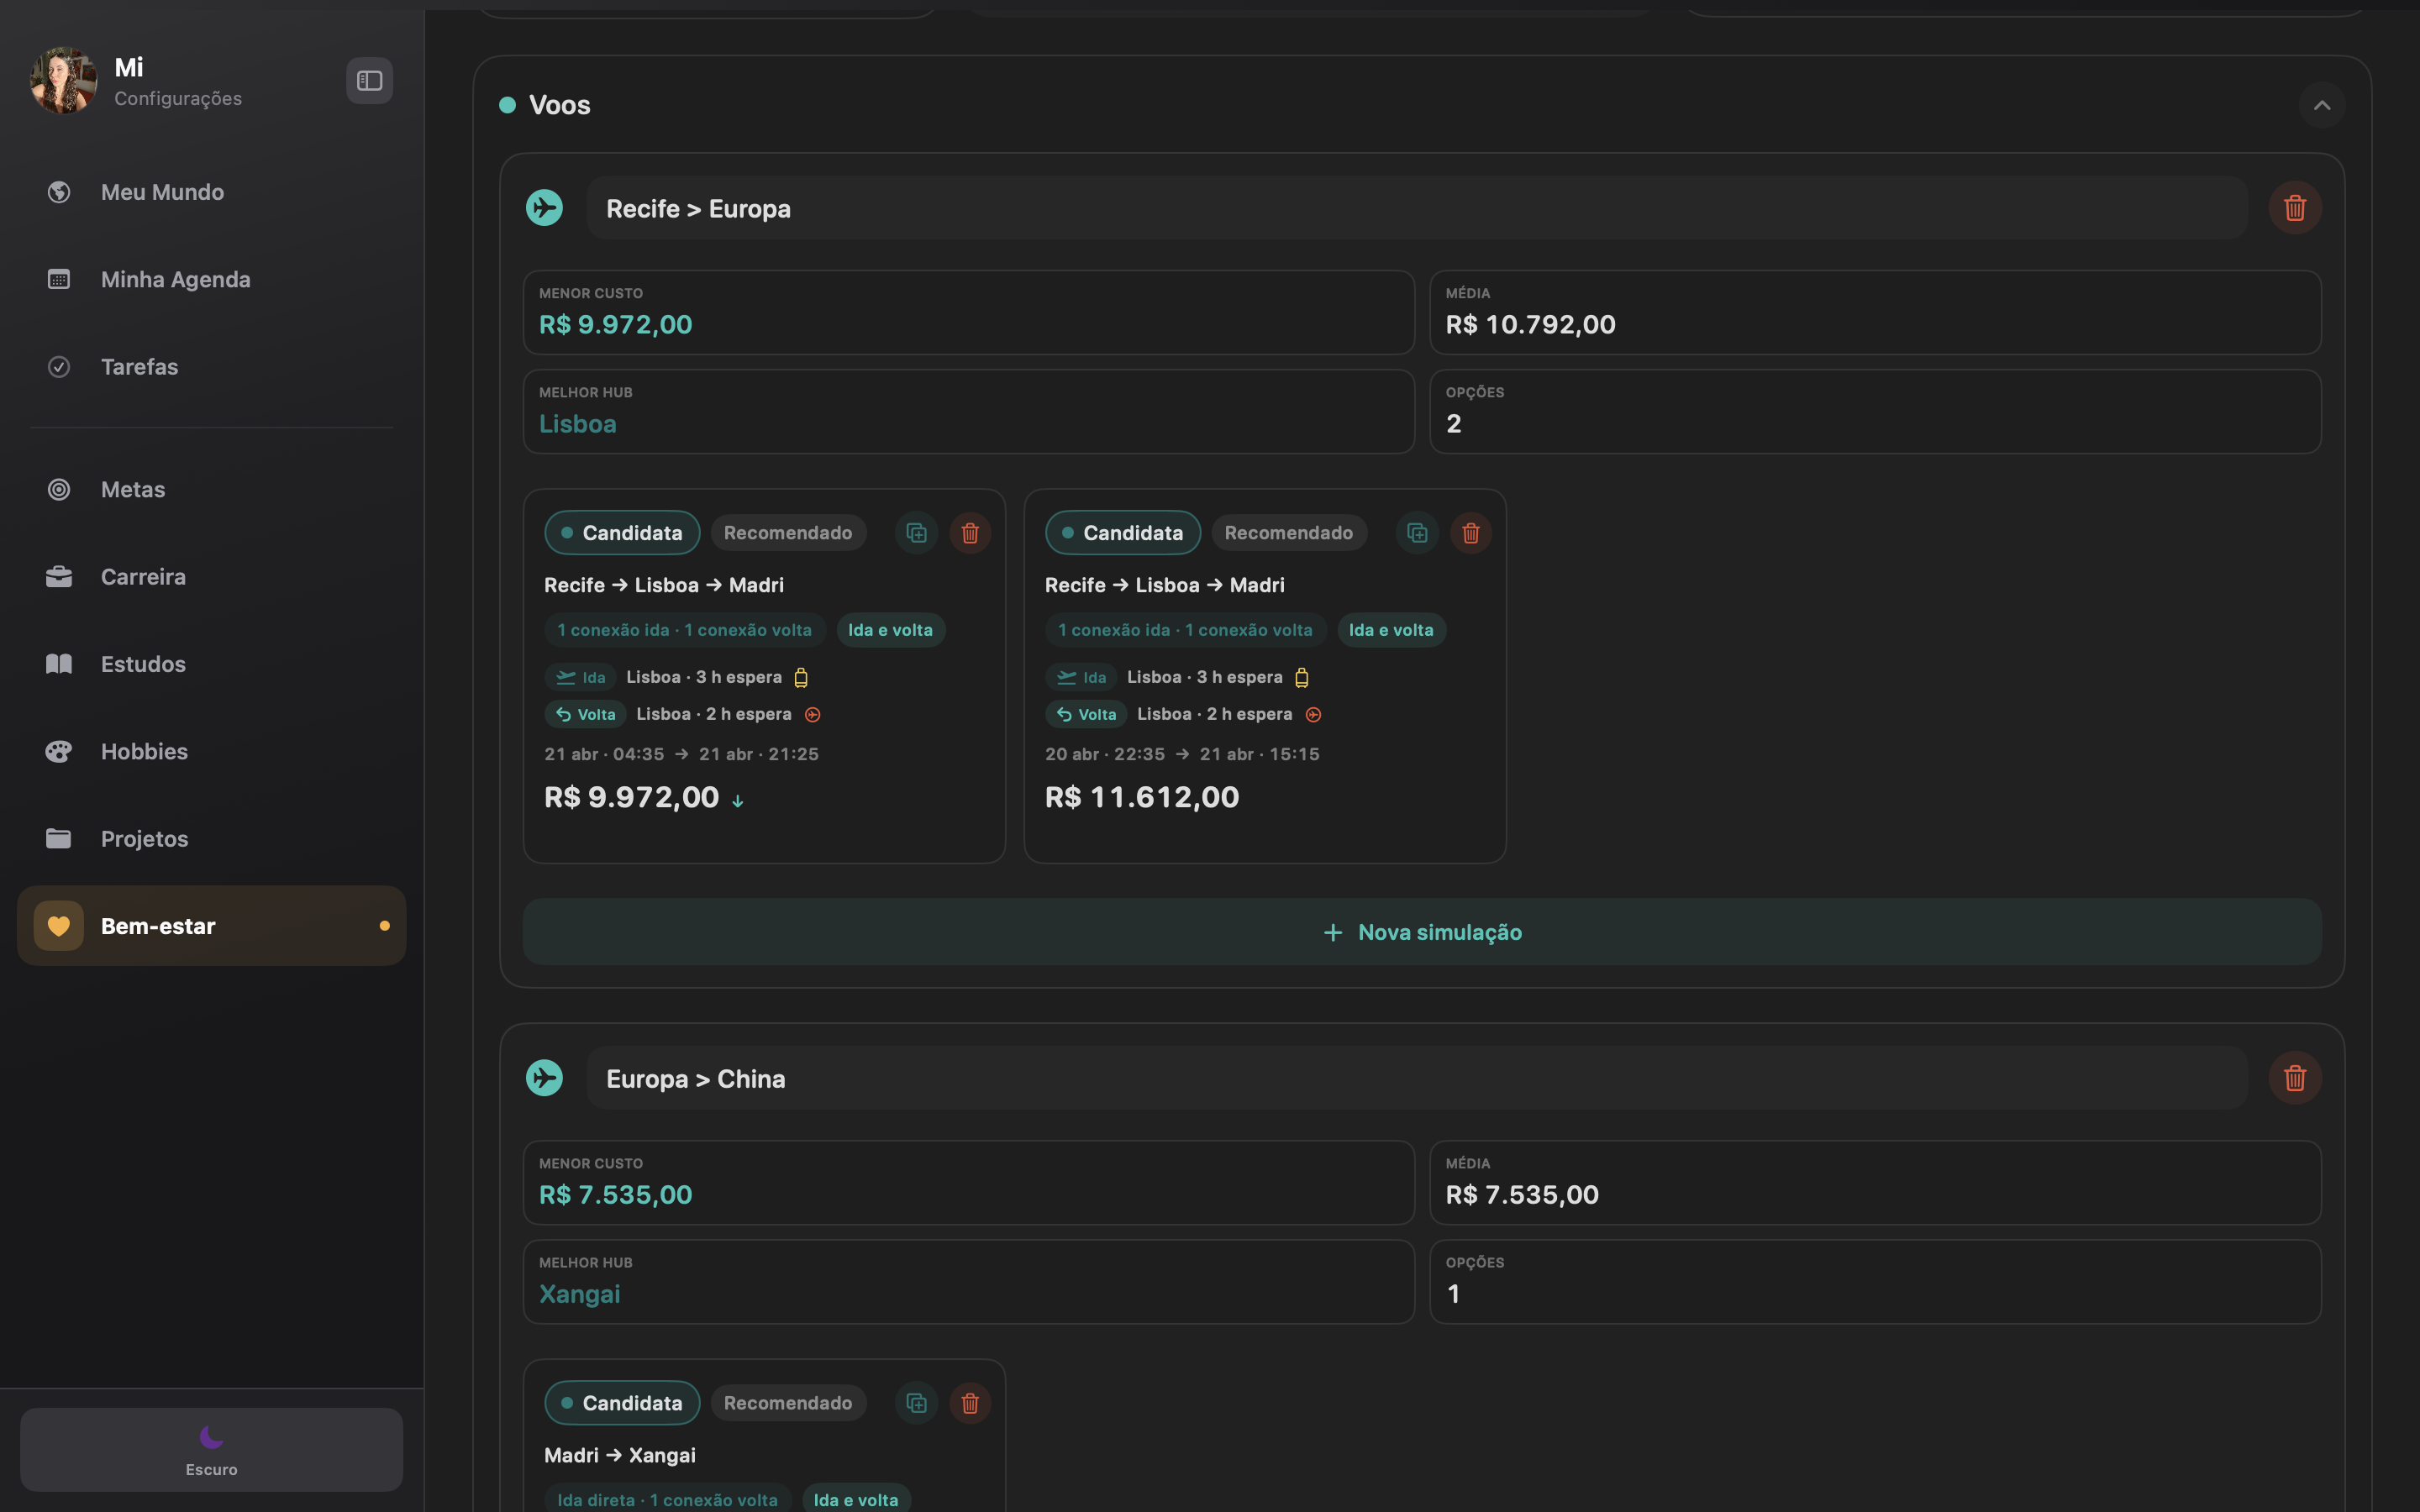 Mi
Configurações
Meu Mundo
Minha Agenda
Tarefas
Metas
Carreira
Estudos
Hobbies
Projetos
Bem-estar
Escuro
Voos
Recife > Europa
MENOR CUSTO
R$ 9.972,00
MÉDIA
R$ 10.792,00
MELHOR HUB
Lisboa
OPÇÕES
2
Candidata
Recomendado
Recife → Lisboa → Madri
1 conexão ida · 1 conexão volta
Ida e volta
Ida Lisboa · 3 h espera
Volta Lisboa · 2 h espera
21 abr · 04:35 → 21 abr · 21:25
R$ 9.972,00 ↓
Candidata
Recomendado
Recife → Lisboa → Madri
1 conexão ida · 1 conexão volta
Ida e volta
Ida Lisboa · 3 h espera
Volta Lisboa · 2 h espera
20 abr · 22:35 → 21 abr · 15:15
R$ 11.612,00
+ Nova simulação
Europa > China
MENOR CUSTO
R$ 7.535,00
MÉDIA
R$ 7.535,00
MELHOR HUB
Xangai
OPÇÕES
1
Candidata
Recomendado
Madri → Xangai
Ida direta · 1 conexão volta
Ida e volta